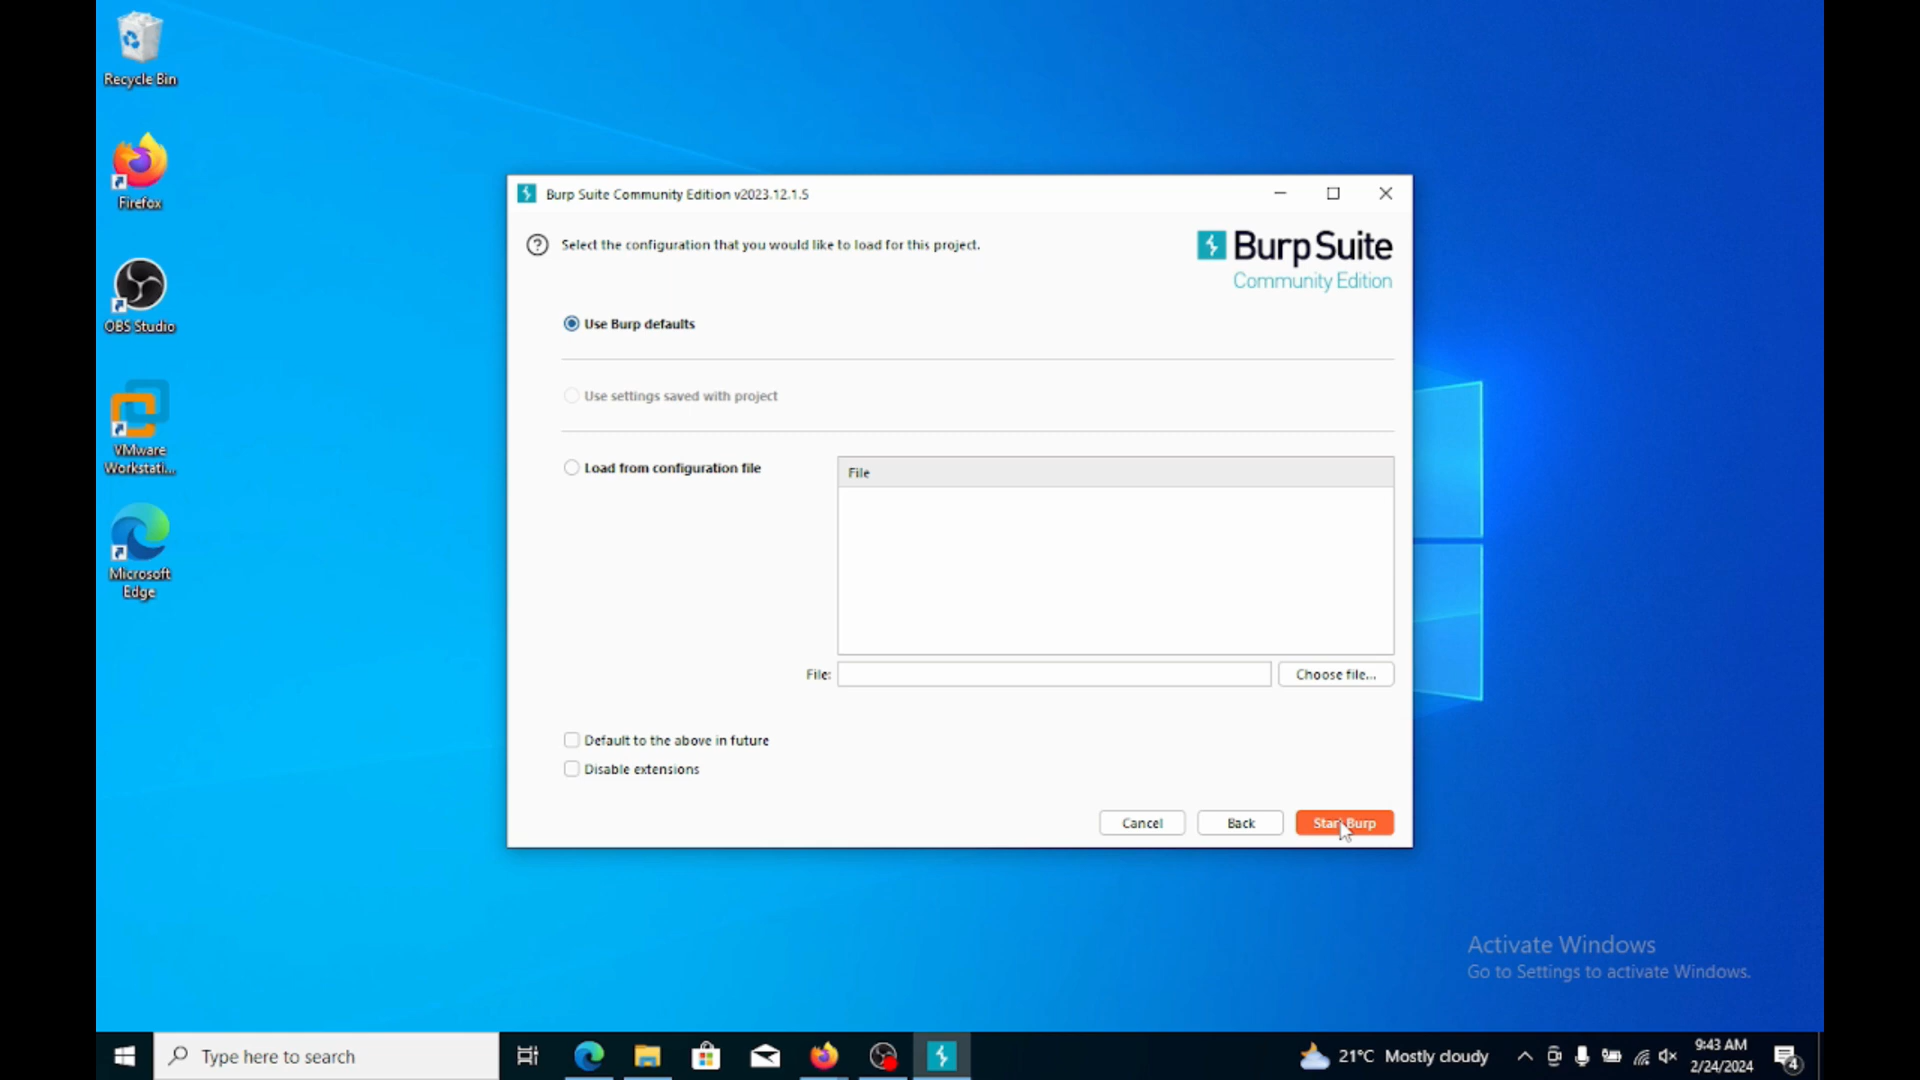 Recycle Bin
Firefox
OBS Studio
VMware
Workstati...
Microsoft
Edge
Burp Suite Community Edition v2023.12.1.5
Select the configuration that you would like to load for this project.
Burp Suite
Community Edition
Use Burp defaults
Use settings saved with project
Load from configuration file
File
File:
Choose file...
Default to the above in future
Disable extensions
Cancel
Back
Start Burp
Activate Windows
Go to Settings to activate Windows.
Type here to search
21°C Mostly cloudy
9:43 AM
2/24/2024
4